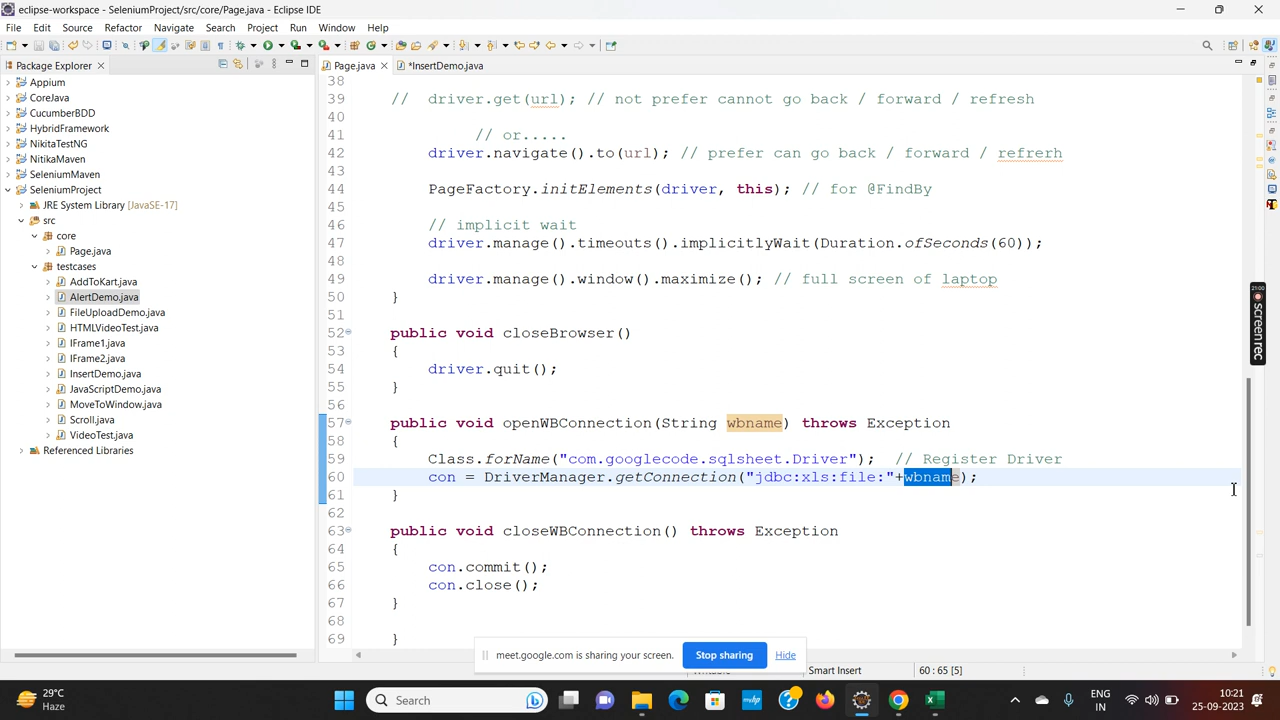 eclipse-workspace - SeleniumProject/src/core/Page.java - Eclipse IDE
File Edit Source Refactor Navigate Search Project Run Window Help
Package Explorer
Page.java
*InsertDemo.java
Appium
CoreJava
CucumberBDD
HybridFramework
NikitaTestNG
NitikaMaven
SeleniumMaven
SeleniumProject
JRE System Library [JavaSE-17]
src
core
Page.java
testcases
AddToKart.java
AlertDemo.java
FileUploadDemo.java
HTMLVideoTest.java
IFrame1.java
IFrame2.java
InsertDemo.java
JavaScriptDemo.java
MoveToWindow.java
Scroll.java
VideoTest.java
Referenced Libraries
38
39 // driver.get(url); // not prefer cannot go back / forward / refresh
40
41 // or.....
42 driver.navigate().to(url); // prefer can go back / forward / refrerh
43
44 PageFactory.initElements(driver, this); // for @FindBy
45
46 // implicit wait
47 driver.manage().timeouts().implicitlyWait(Duration.ofSeconds(60));
48
49 driver.manage().window().maximize(); // full screen of laptop
50 }
51
52 public void closeBrowser()
53 {
54 driver.quit();
55 }
56
57 public void openWBConnection(String wbname) throws Exception
58 {
59 Class.forName("com.googlecode.sqlsheet.Driver"); // Register Driver
60 con = DriverManager.getConnection("jdbc:xls:file:"+wbname);
61 }
62
63 public void closeWBConnection() throws Exception
64 {
65 con.commit();
66 con.close();
67 }
68
69 }
21:00
screenrec
meet.google.com is sharing your screen. Stop sharing Hide
Smart Insert
60 : 65 [5]
29°C
Haze
Search
ENG
IN
10:21
25-09-2023